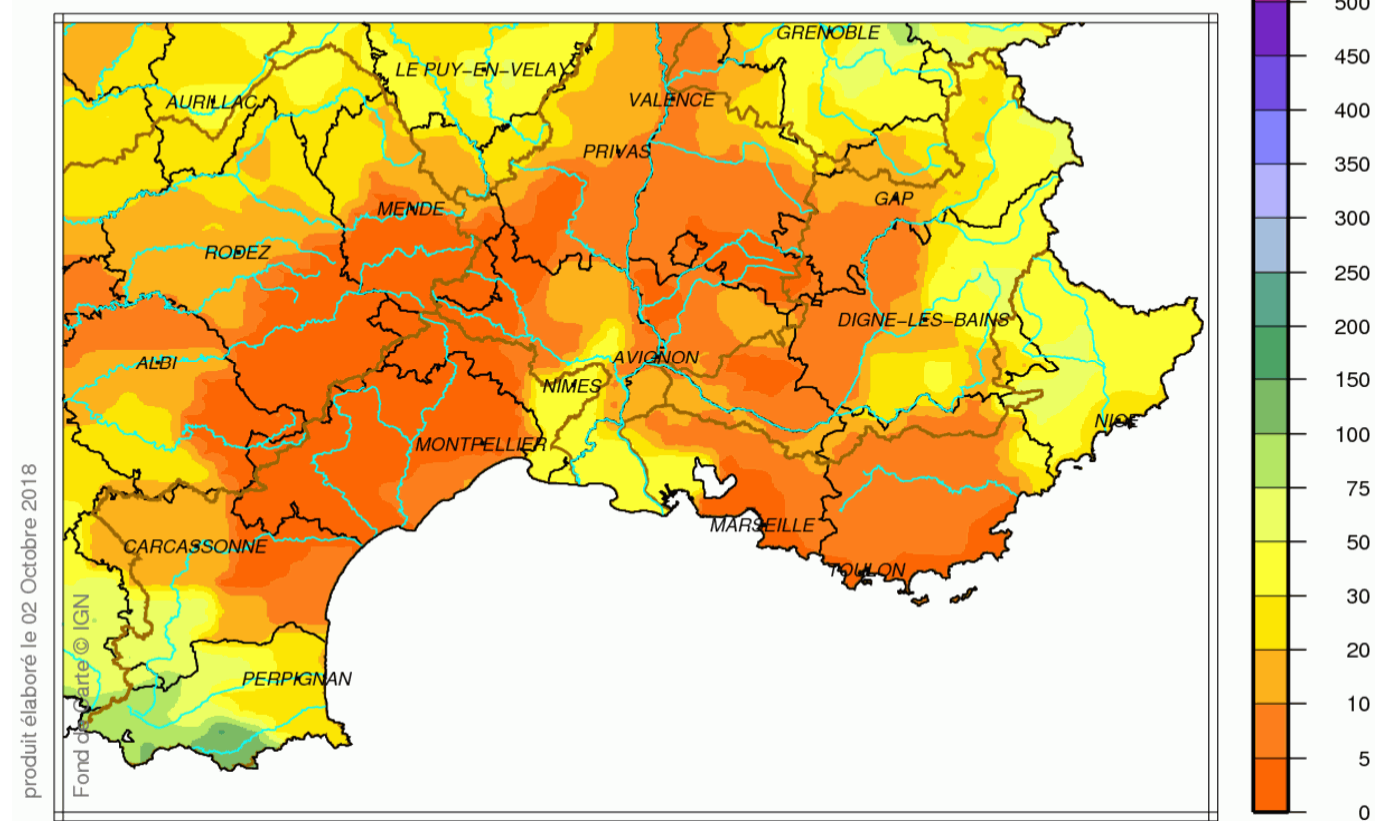 500
GRENOBLE
450
LE PUY-EN-VELAY
AURILLAC
VALENCE
400
PRIVAS
350
MENDE
GAP
300
RODEZ
250
DIGNE-LES-BAINS
200
ALBI
AVIGNON
150
NIMES
NICE
100
MONTPELLIER
75
MARSEILLE
50
CARCASSONNE
TOULON
30
20
PERPIGNAN
10
5
0
produit élaboré le 02 Octobre 2018
Fond de Carte © IGN